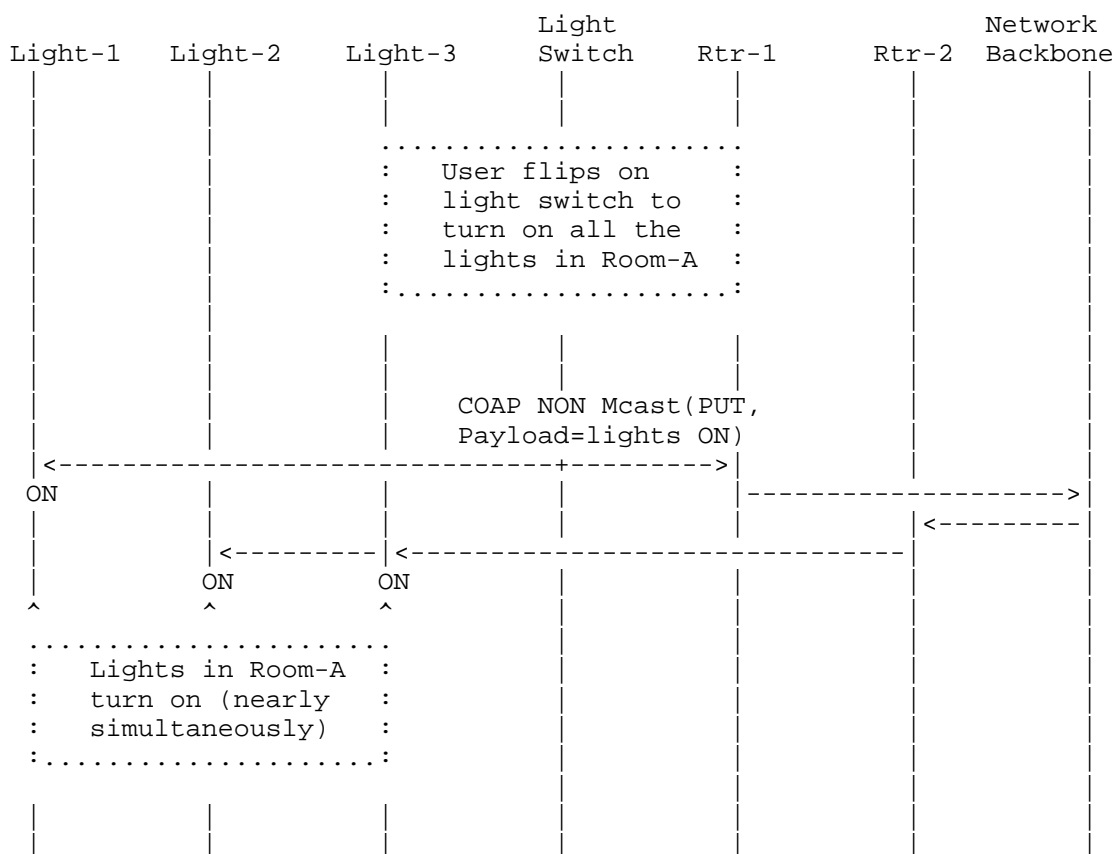 Light Network
Light-1 Light-2 Light-3 Switch Rtr-1 Rtr-2 Backbone
User flips on
light switch to
turn on all the
lights in Room-A
COAP NON Mcast(PUT,
Payload=lights ON)
ON
ON ON
Lights in Room-A
turn on (nearly
simultaneously)